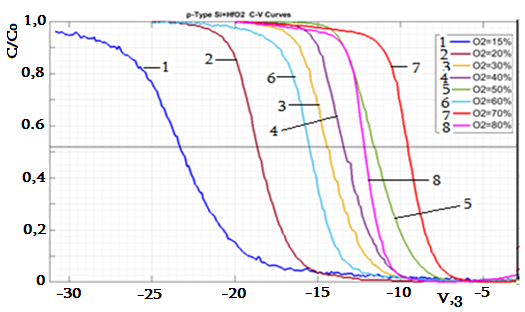 p-Type Si+HfO2 C-V Curves
C/Co
1,0
0,8
0.6
0,4
0,2
0
-30
-25
-20
-15
-10
-5
V,з
1
2
3
4
5
6
7
8
1 O2=15%
2 O2=20%
3 O2=30%
4 O2=40%
5 O2=50%
6 O2=60%
7 O2=70%
8 O2=80%